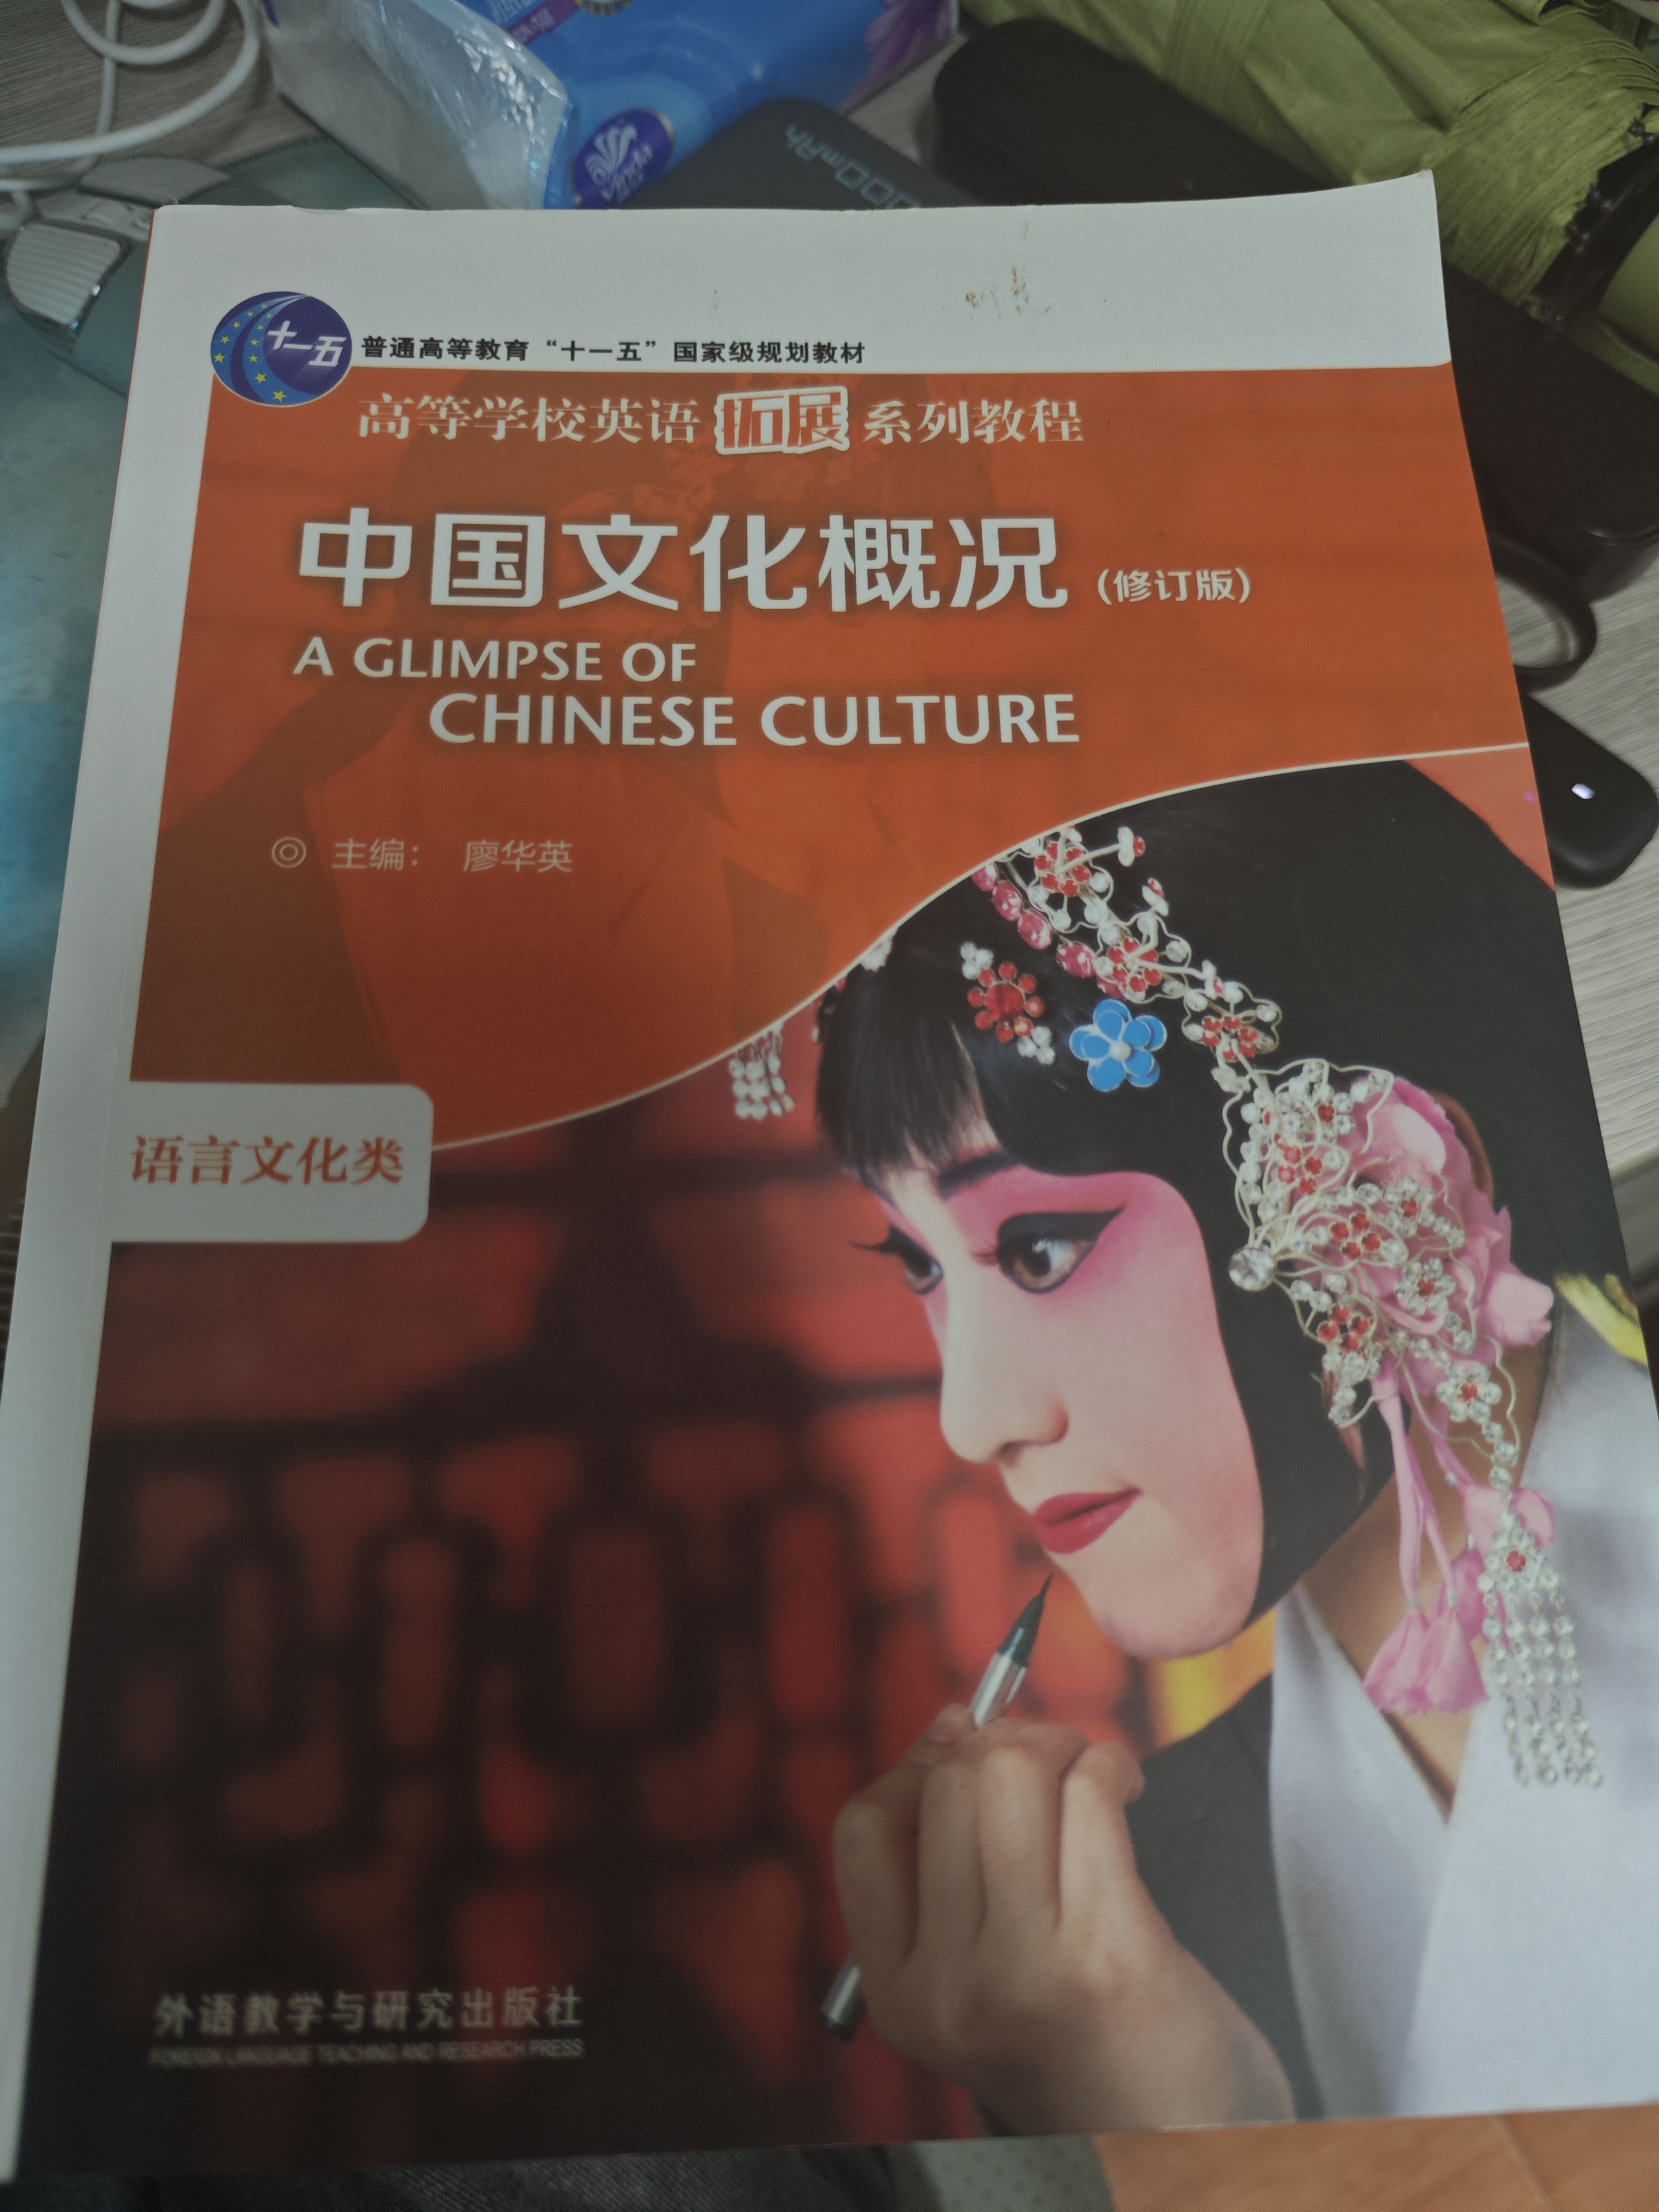 Vinda
000mAh
十一五
普通高等教育“十一五”国家级规划教材
高等学校英语拓展系列教程
中国文化概况(修订版)
A GLIMPSE OF
CHINESE CULTURE
◎ 主编： 廖华英
语言文化类
外语教学与研究出版社
FOREIGN LANGUAGE TEACHING AND RESEARCH PRESS